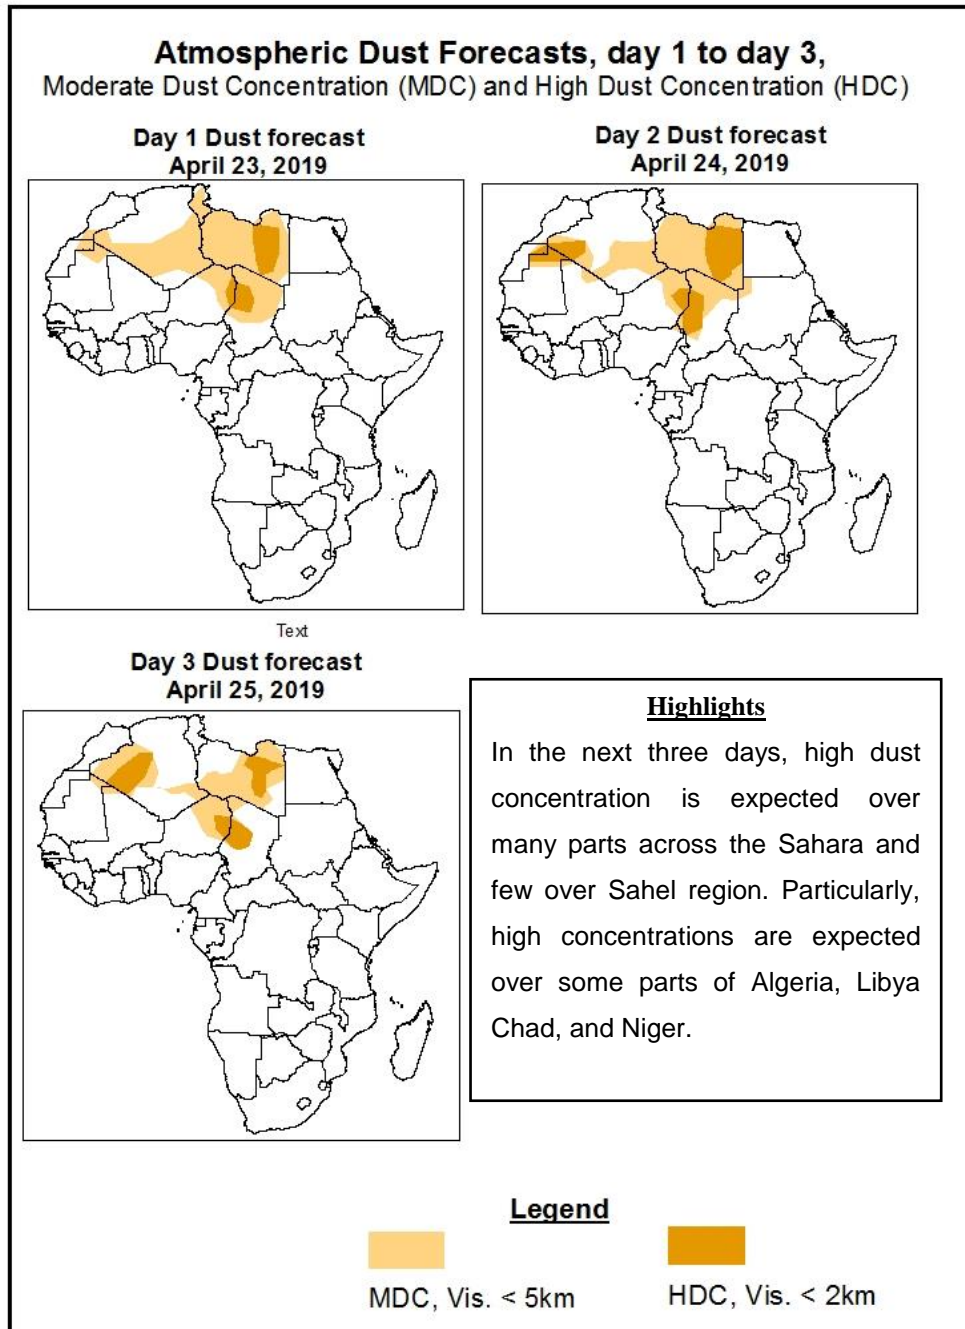 Atmospheric Dust Forecasts, day 1 to day 3,
Moderate Dust Concentration (MDC) and High Dust Concentration (HDC)
Day 1 Dust forecast
April 23, 2019
Day 2 Dust forecast
April 24, 2019
Text
Day 3 Dust forecast
April 25, 2019
Highlights
In the next three days, high dust
concentration is expected over
many parts across the Sahara and
few over Sahel region. Particularly,
high concentrations are expected
over some parts of Algeria, Libya
Chad, and Niger.
Legend
MDC, Vis. < 5km
HDC, Vis. < 2km